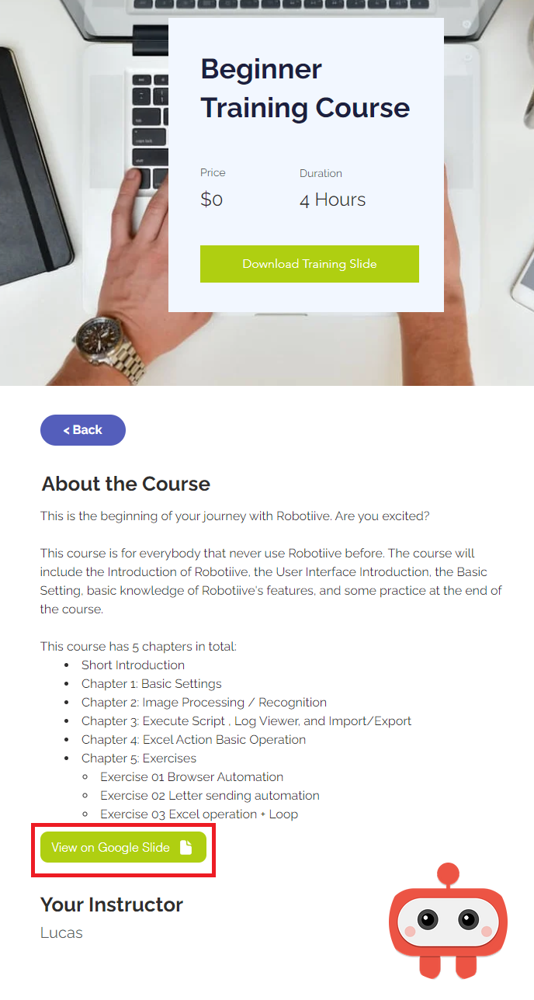 Beginner
Training Course
Price
Duration
$0
4 Hours
Download Training Slide
< Back
About the Course
This is the beginning of your journey with Robotiive. Are you excited?
This course is for everybody that never use Robotiive before. The course will
include the Introduction of Robotiive, the User Interface Introduction, the Basic
Setting, basic knowledge of Robotiive's features, and some practice at the end of
the course.
This course has 5 chapters in total:
• Short Introduction
• Chapter 1: Basic Settings
• Chapter 2: Image Processing / Recognition
• Chapter 3: Execute Script , Log Viewer, and Import/Export
• Chapter 4: Excel Action Basic Operation
• Chapter 5: Exercises
◦ Exercise 01 Browser Automation
◦ Exercise 02 Letter sending automation
◦ Exercise 03 Excel operation + Loop
View on Google Slide
Your Instructor
Lucas